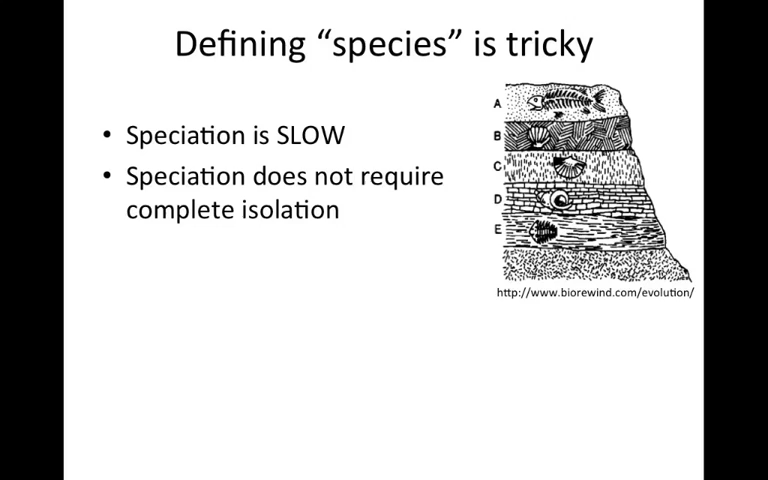 Defining “species” is tricky
• Speciation is SLOW
• Speciation does not require
complete isolation
A
B
C
D
E
http://www.biorewind.com/evolution/